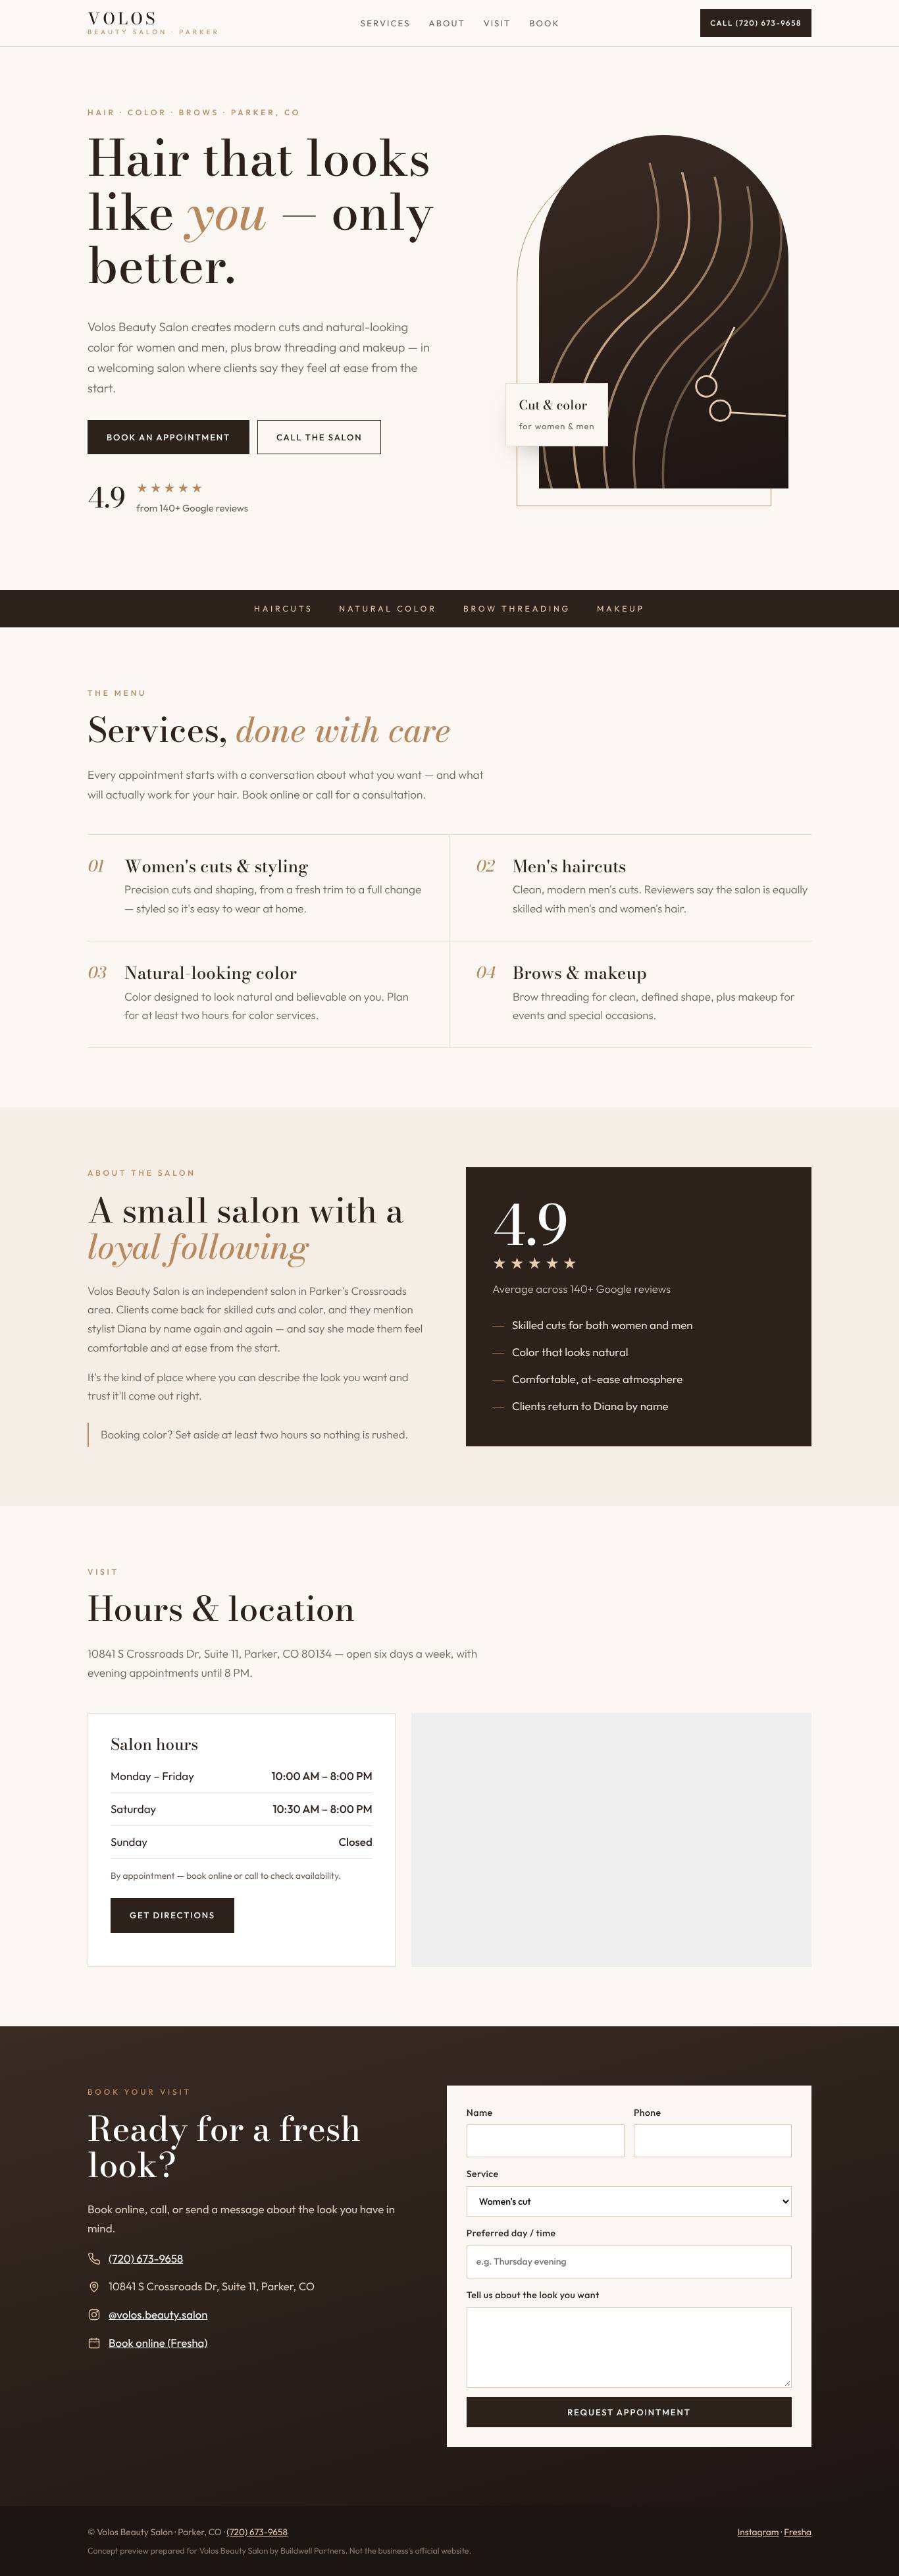 VOLOS
BEAUTY SALON · PARKER
SERVICES ABOUT VISIT BOOK
CALL (720) 673-9658
HAIR · COLOR · BROWS · PARKER, CO
Hair that looks
like you — only
better.
Volos Beauty Salon creates modern cuts and natural-looking
color for women and men, plus brow threading and makeup — in
a welcoming salon where clients say they feel at ease from the
start.
BOOK AN APPOINTMENT
CALL THE SALON
4.9 ★★★★★
from 140+ Google reviews
Cut & color
for women & men
HAIRCUTS NATURAL COLOR BROW THREADING MAKEUP
THE MENU
Services, done with care
Every appointment starts with a conversation about what you want — and what
will actually work for your hair. Book online or call for a consultation.
01 Women's cuts & styling
Precision cuts and shaping, from a fresh trim to a full change
— styled so it's easy to wear at home.
02 Men's haircuts
Clean, modern men's cuts. Reviewers say the salon is equally
skilled with men's and women's hair.
03 Natural-looking color
Color designed to look natural and believable on you. Plan
for at least two hours for color services.
04 Brows & makeup
Brow threading for clean, defined shape, plus makeup for
events and special occasions.
ABOUT THE SALON
A small salon with a
loyal following
Volos Beauty Salon is an independent salon in Parker's Crossroads
area. Clients come back for skilled cuts and color, and they mention
stylist Diana by name again and again — and say she made them feel
comfortable and at ease from the start.
It's the kind of place where you can describe the look you want and
trust it'll come out right.
Booking color? Set aside at least two hours so nothing is rushed.
4.9
★★★★★
Average across 140+ Google reviews
— Skilled cuts for both women and men
— Color that looks natural
— Comfortable, at-ease atmosphere
— Clients return to Diana by name
VISIT
Hours & location
10841 S Crossroads Dr, Suite 11, Parker, CO 80134 — open six days a week, with
evening appointments until 8 PM.
Salon hours
Monday – Friday 10:00 AM – 8:00 PM
Saturday 10:30 AM – 8:00 PM
Sunday Closed
By appointment — book online or call to check availability.
GET DIRECTIONS
BOOK YOUR VISIT
Ready for a fresh
look?
Book online, call, or send a message about the look you have in
mind.
(720) 673-9658
10841 S Crossroads Dr, Suite 11, Parker, CO
@volos.beauty.salon
Book online (Fresha)
Name Phone
Service
Women's cut
Preferred day / time
e.g. Thursday evening
Tell us about the look you want
REQUEST APPOINTMENT
© Volos Beauty Salon · Parker, CO · (720) 673-9658
Instagram · Fresha
Concept preview prepared for Volos Beauty Salon by Buildwell Partners. Not the business's official website.